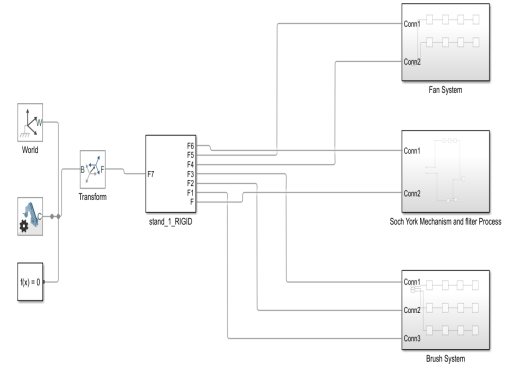 Conn1
Conn2
Fan System
W
World
B
F
Transform
C
f(x) = 0
F7
F6
F5
F4
F3
F2
F1
F
stand_1_RIGID
Conn1
Conn2
Soch York Mechanism and flter Process
Conn1
Conn2
Conn3
Brush System